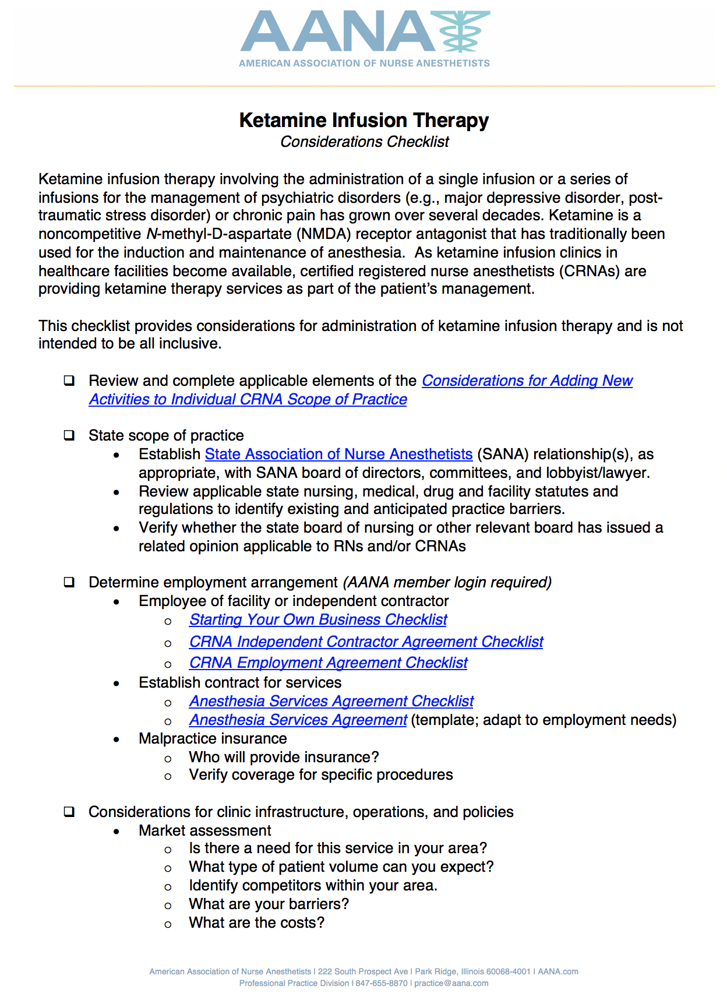 AANA
AMERICAN ASSOCIATION OF NURSE ANESTHETISTS
Ketamine Infusion Therapy
Considerations Checklist
Ketamine infusion therapy involving the administration of a single infusion or a series of
infusions for the management of psychiatric disorders (e.g., major depressive disorder, post-
traumatic stress disorder) or chronic pain has grown over several decades. Ketamine is a
noncompetitive N-methyl-D-aspartate (NMDA) receptor antagonist that has traditionally been
used for the induction and maintenance of anesthesia.  As ketamine infusion clinics in
healthcare facilities become available, certified registered nurse anesthetists (CRNAs) are
providing ketamine therapy services as part of the patient’s management.
This checklist provides considerations for administration of ketamine infusion therapy and is not
intended to be all inclusive.
❑ Review and complete applicable elements of the Considerations for Adding New
Activities to Individual CRNA Scope of Practice
❑ State scope of practice
• Establish State Association of Nurse Anesthetists (SANA) relationship(s), as
appropriate, with SANA board of directors, committees, and lobbyist/lawyer.
• Review applicable state nursing, medical, drug and facility statutes and
regulations to identify existing and anticipated practice barriers.
• Verify whether the state board of nursing or other relevant board has issued a
related opinion applicable to RNs and/or CRNAs
❑ Determine employment arrangement (AANA member login required)
• Employee of facility or independent contractor
o Starting Your Own Business Checklist
o CRNA Independent Contractor Agreement Checklist
o CRNA Employment Agreement Checklist
• Establish contract for services
o Anesthesia Services Agreement Checklist
o Anesthesia Services Agreement (template; adapt to employment needs)
• Malpractice insurance
o Who will provide insurance?
o Verify coverage for specific procedures
❑ Considerations for clinic infrastructure, operations, and policies
• Market assessment
o Is there a need for this service in your area?
o What type of patient volume can you expect?
o Identify competitors within your area.
o What are your barriers?
o What are the costs?
American Association of Nurse Anesthetists | 222 South Prospect Ave | Park Ridge, Illinois 60068-4001 | AANA.com
Professional Practice Division | 847-655-8870 | practice@aana.com